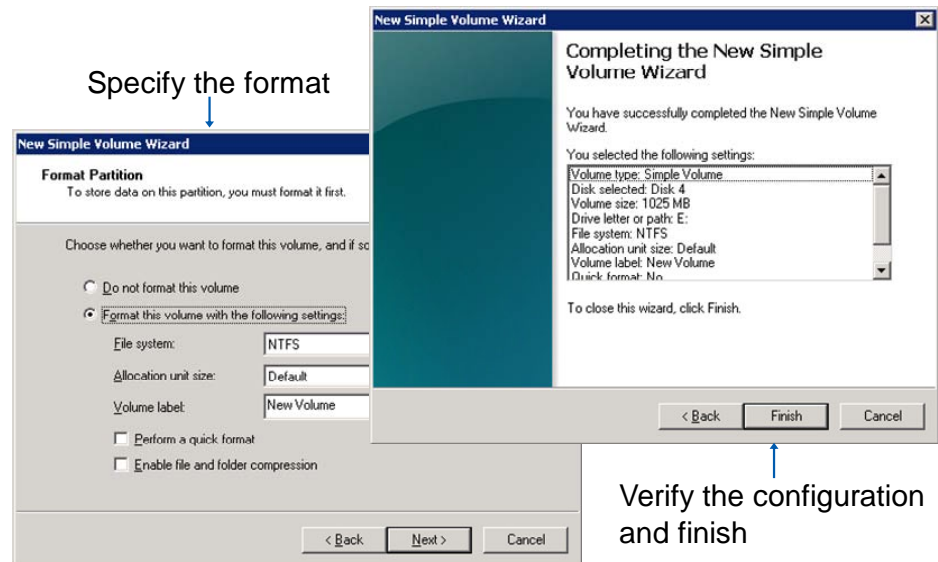 Specify the format
New Simple Volume Wizard
Format Partition
To store data on this partition, you must format it first.
Choose whether you want to format this volume, and if so
Do not format this volume
Format this volume with the following settings:
File system: NTFS
Allocation unit size: Default
Volume label: New Volume
Perform a quick format
Enable file and folder compression
< Back Next > Cancel
New Simple Volume Wizard
Completing the New Simple
Volume Wizard
You have successfully completed the New Simple Volume
Wizard.
You selected the following settings:
Volume type: Simple Volume
Disk selected: Disk 4
Volume size: 1025 MB
Drive letter or path: E:
File system: NTFS
Allocation unit size: Default
Volume label: New Volume
Quick format: No
To close this wizard, click Finish.
< Back Finish Cancel
Verify the configuration
and finish